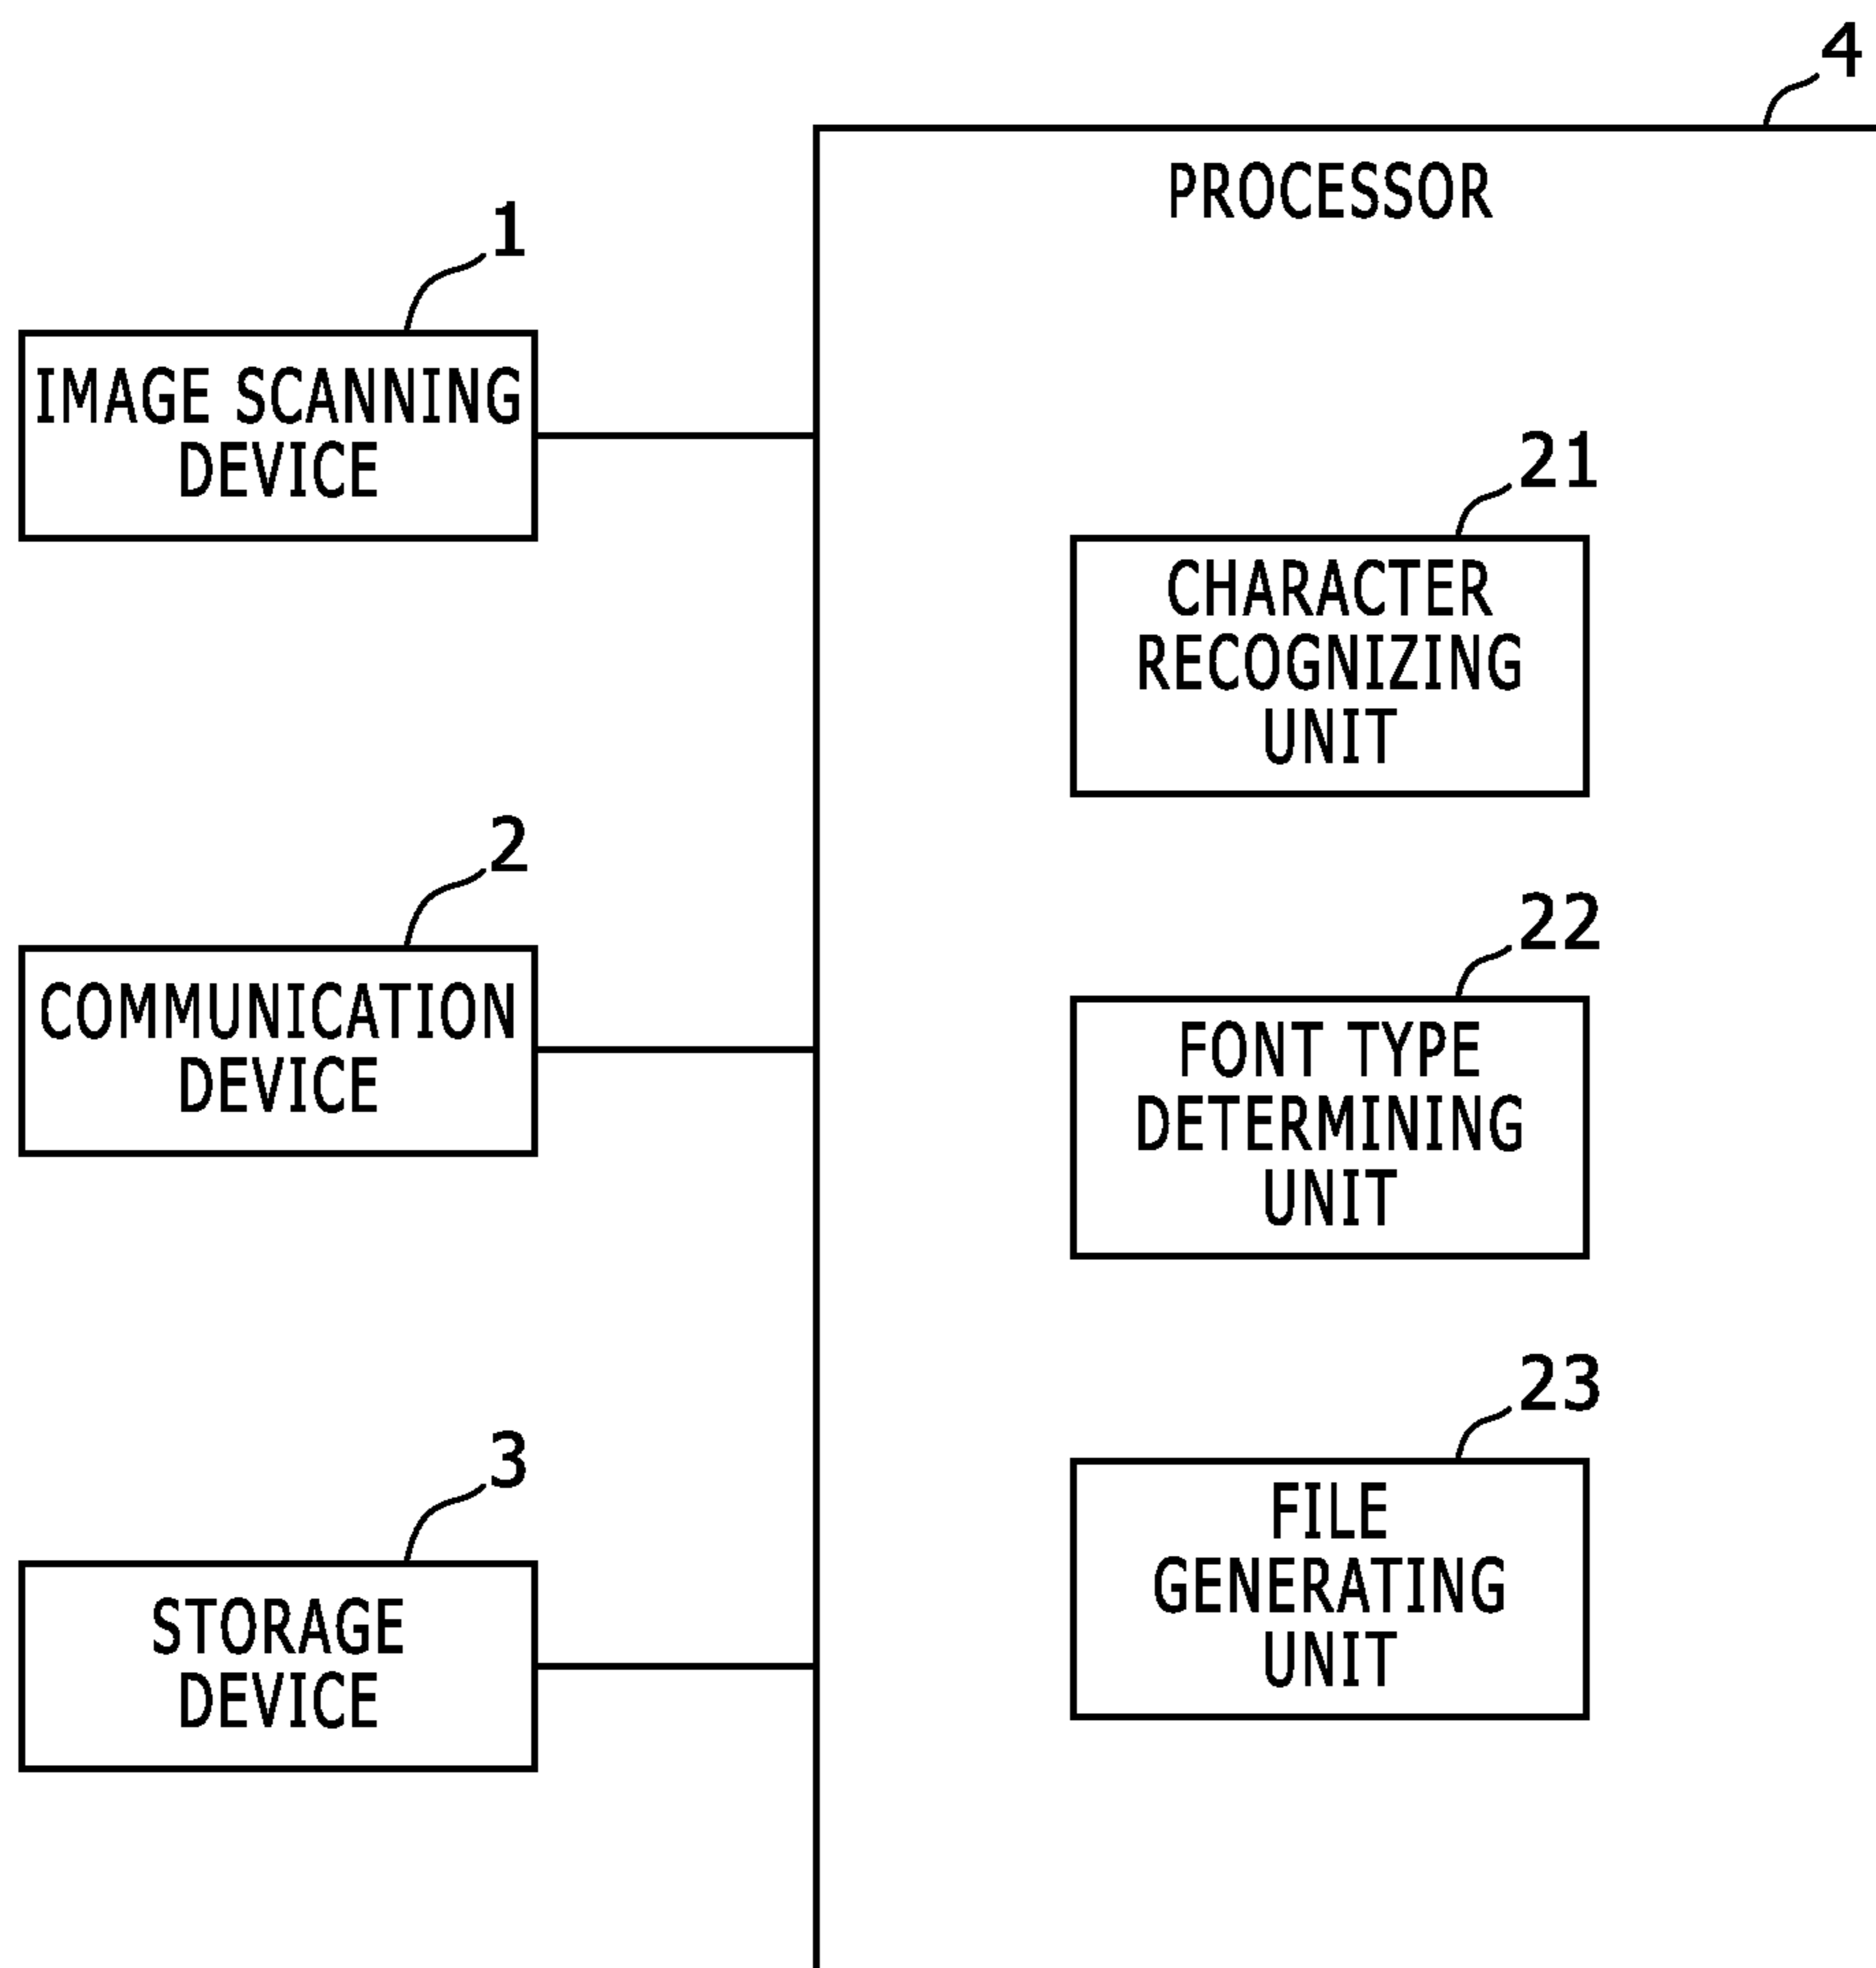 4
PROCESSOR
1
IMAGE SCANNING
DEVICE
21
CHARACTER
RECOGNIZING
UNIT
2
COMMUNICATION
DEVICE
22
FONT TYPE
DETERMINING
UNIT
23
FILE
GENERATING
UNIT
3
STORAGE
DEVICE